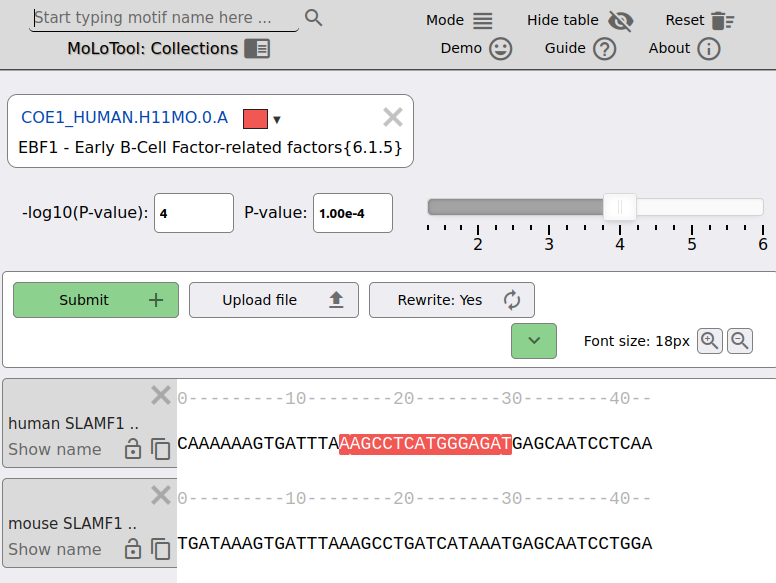 Start typing motif name here ...
MoLoTool: Collections
Mode
Hide table
Reset
Demo
Guide
About
COE1_HUMAN.H11MO.0.A
EBF1 - Early B-Cell Factor-related factors{6.1.5}
-log10(P-value): 4 P-value: 1.00e-4
2 3 4 5 6
Submit
Upload file
Rewrite: Yes
Font size: 18px
0---------10--------20--------30--------40--
human SLAMF1 ..
Show name
CAAAAAAGTGATTTAAAGCCTCATGGGAGATGAGCAATCCTCAA
0---------10--------20--------30--------40--
mouse SLAMF1 ..
Show name
TGATAAAGTGATTTAAAGCCTGATCATAAATGAGCAATCCTGGA